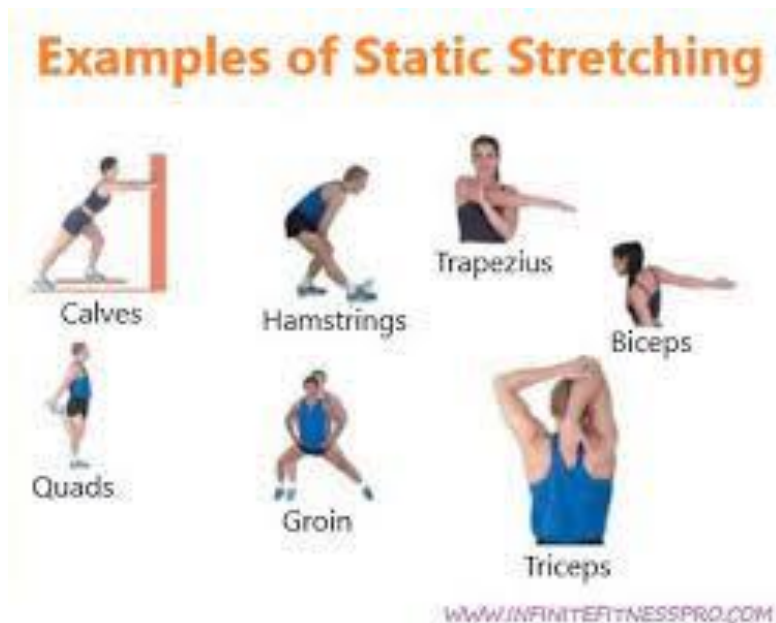 Examples of Static Stretching
Trapezius
Calves
Hamstrings
Biceps
Quads
Groin
Triceps
WWW.INFINITEFITNESSPRO.COM